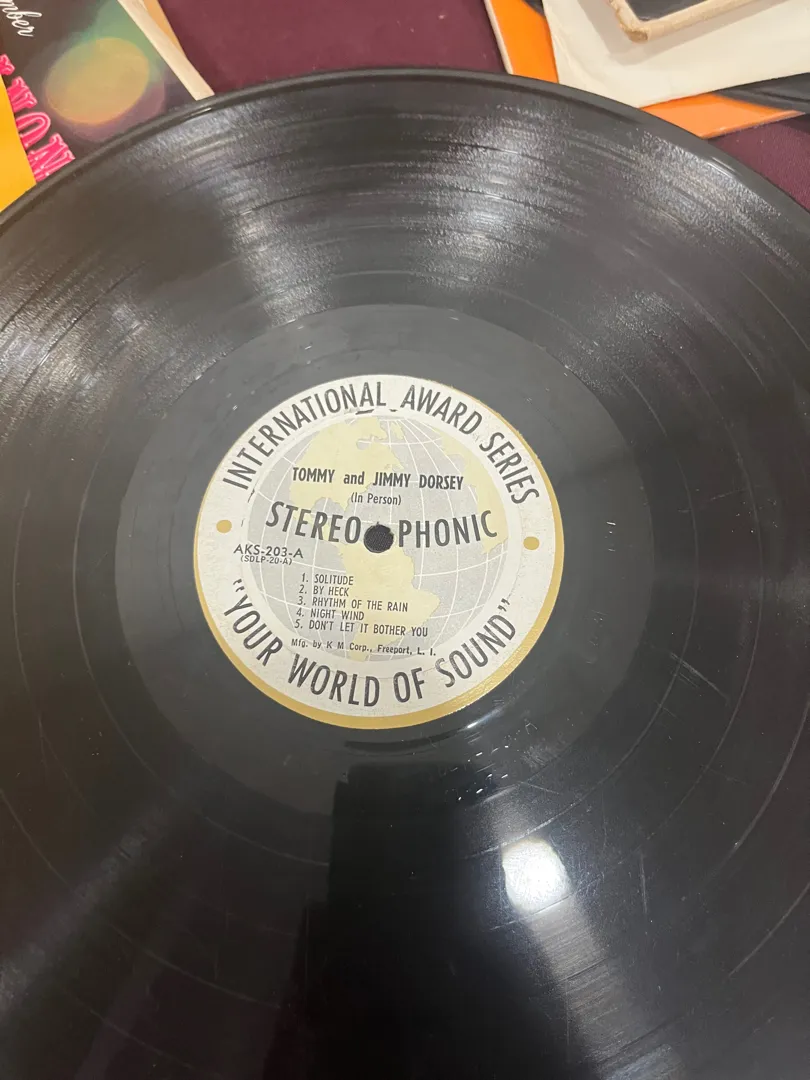 mber
WON
INTERNATIONAL AWARD SERIES
TOMMY and JIMMY DORSEY
(In Person)
STEREO PHONIC
AKS-203-A
(SDLP-20-A)
1. SOLITUDE
2. BY HECK
3. RHYTHM OF THE RAIN
4. NIGHT WIND
5. DON'T LET IT BOTHER YOU
Mfg. by K M Corp., Freeport, L. I.
"YOUR WORLD OF SOUND"